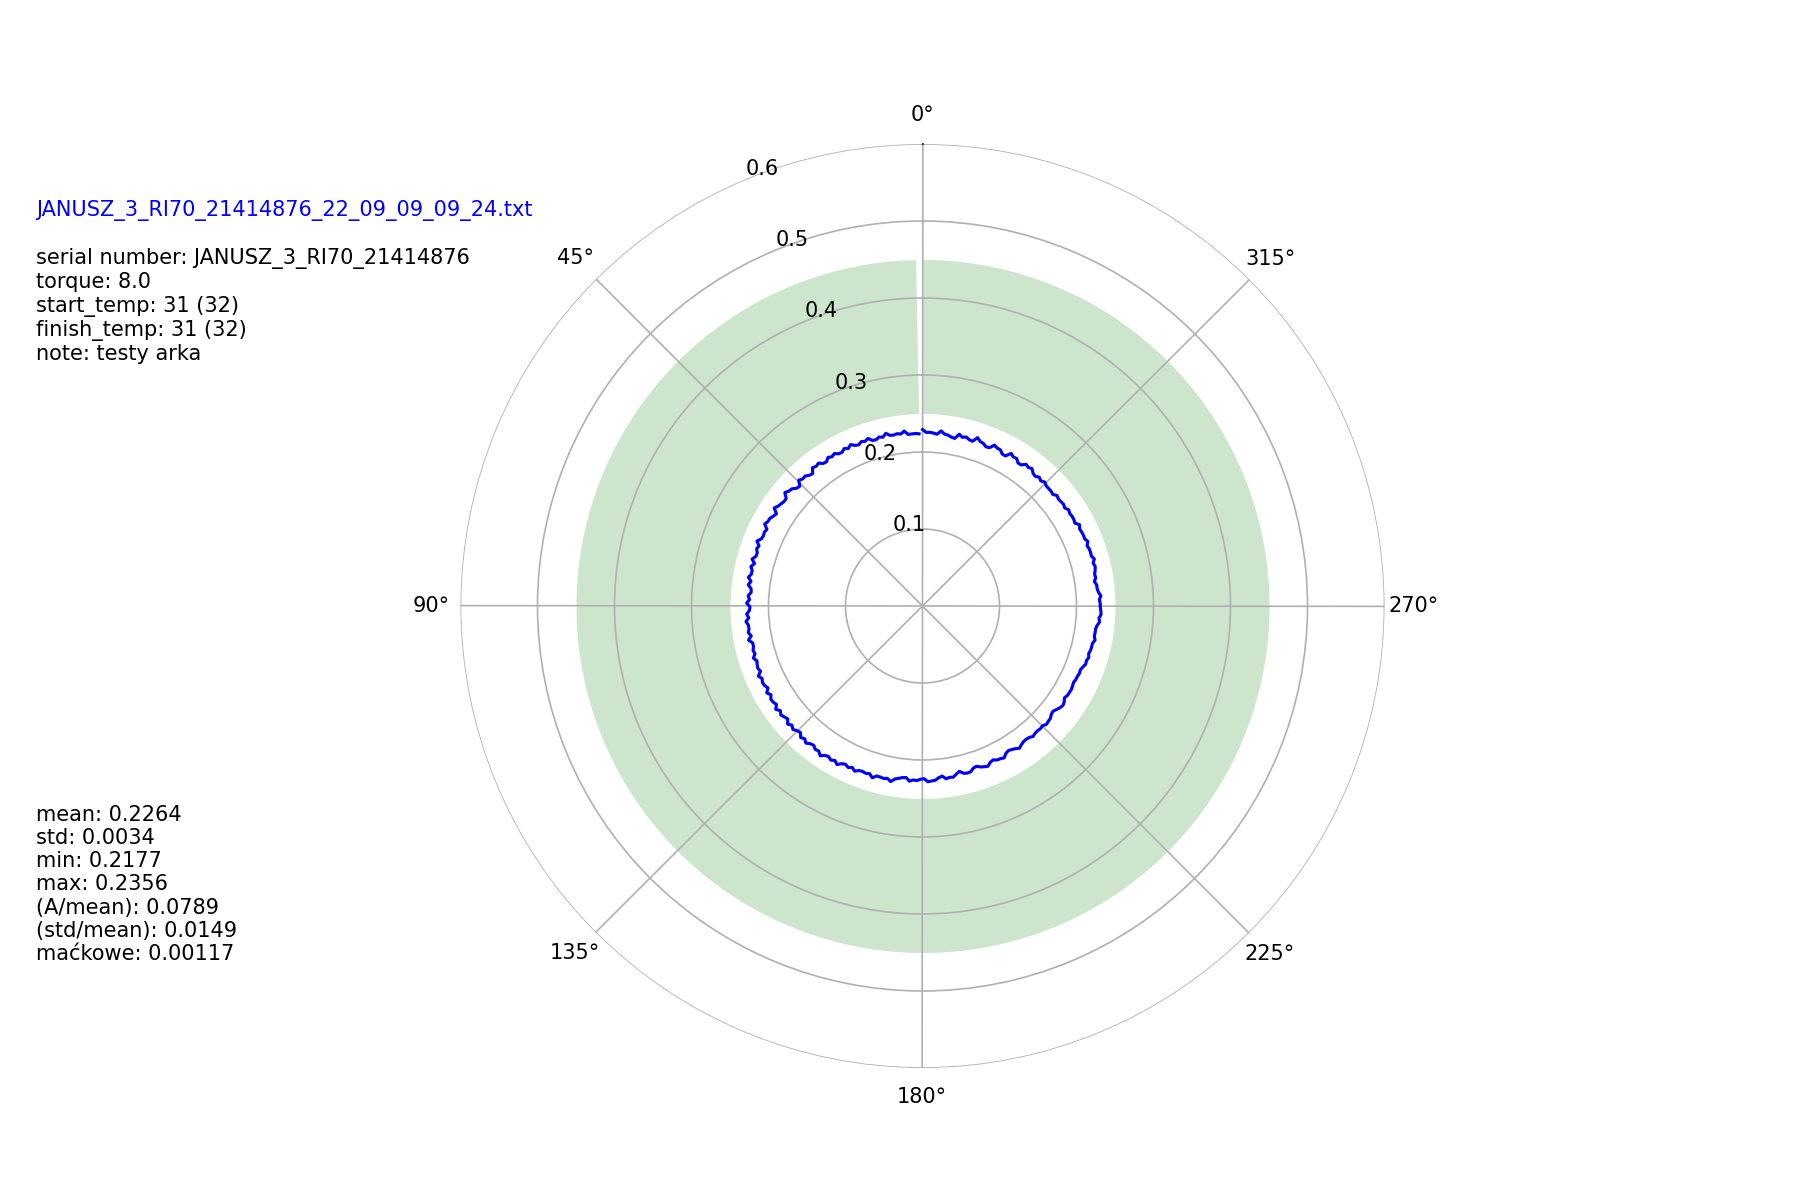 0°
0.6
JANUSZ_3_RI70_21414876_22_09_09_09_24.txt
0.5
serial number: JANUSZ_3_RI70_21414876
45°
315°
torque: 8.0
start_temp: 31 (32)
0.4
finish_temp: 31 (32)
note: testy arka
0.3
0.2
0.1
90°
270°
mean: 0.2264
std: 0.0034
min: 0.2177
max: 0.2356
(A/mean): 0.0789
(std/mean): 0.0149
maćkowe: 0.00117
135°
225°
180°